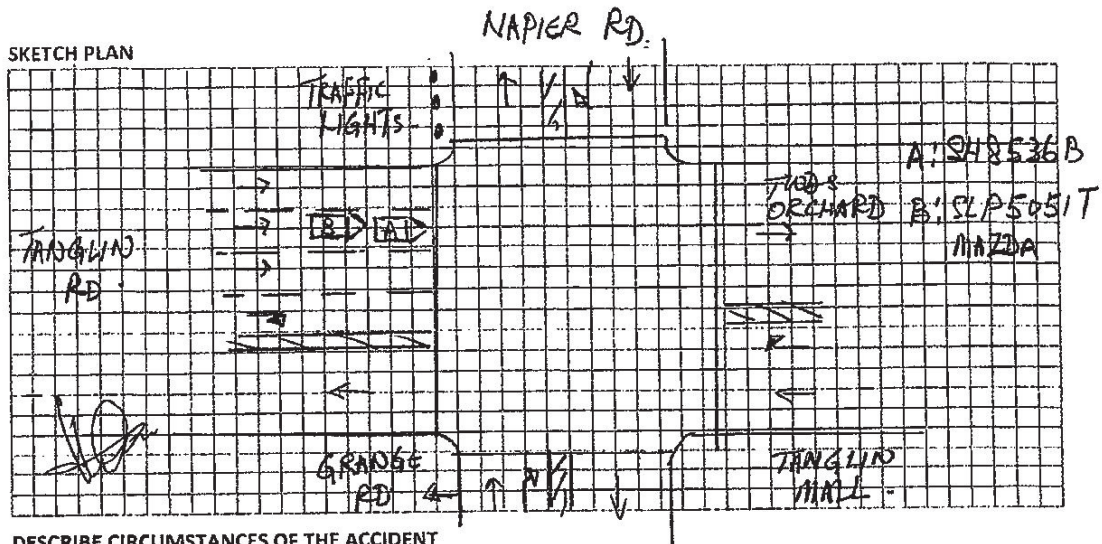 NAPIER RD.
SKETCH PLAN
TRAFFIC
LIGHTS
A: SH8536B
ORCHARD
B: SLP5051T
MAZDA
B
A
TANGLIN
RD
GRANGE
RD
TANGLIN
MALL
DESCRIBE CIRCUMSTANCES OF THE ACCIDENT